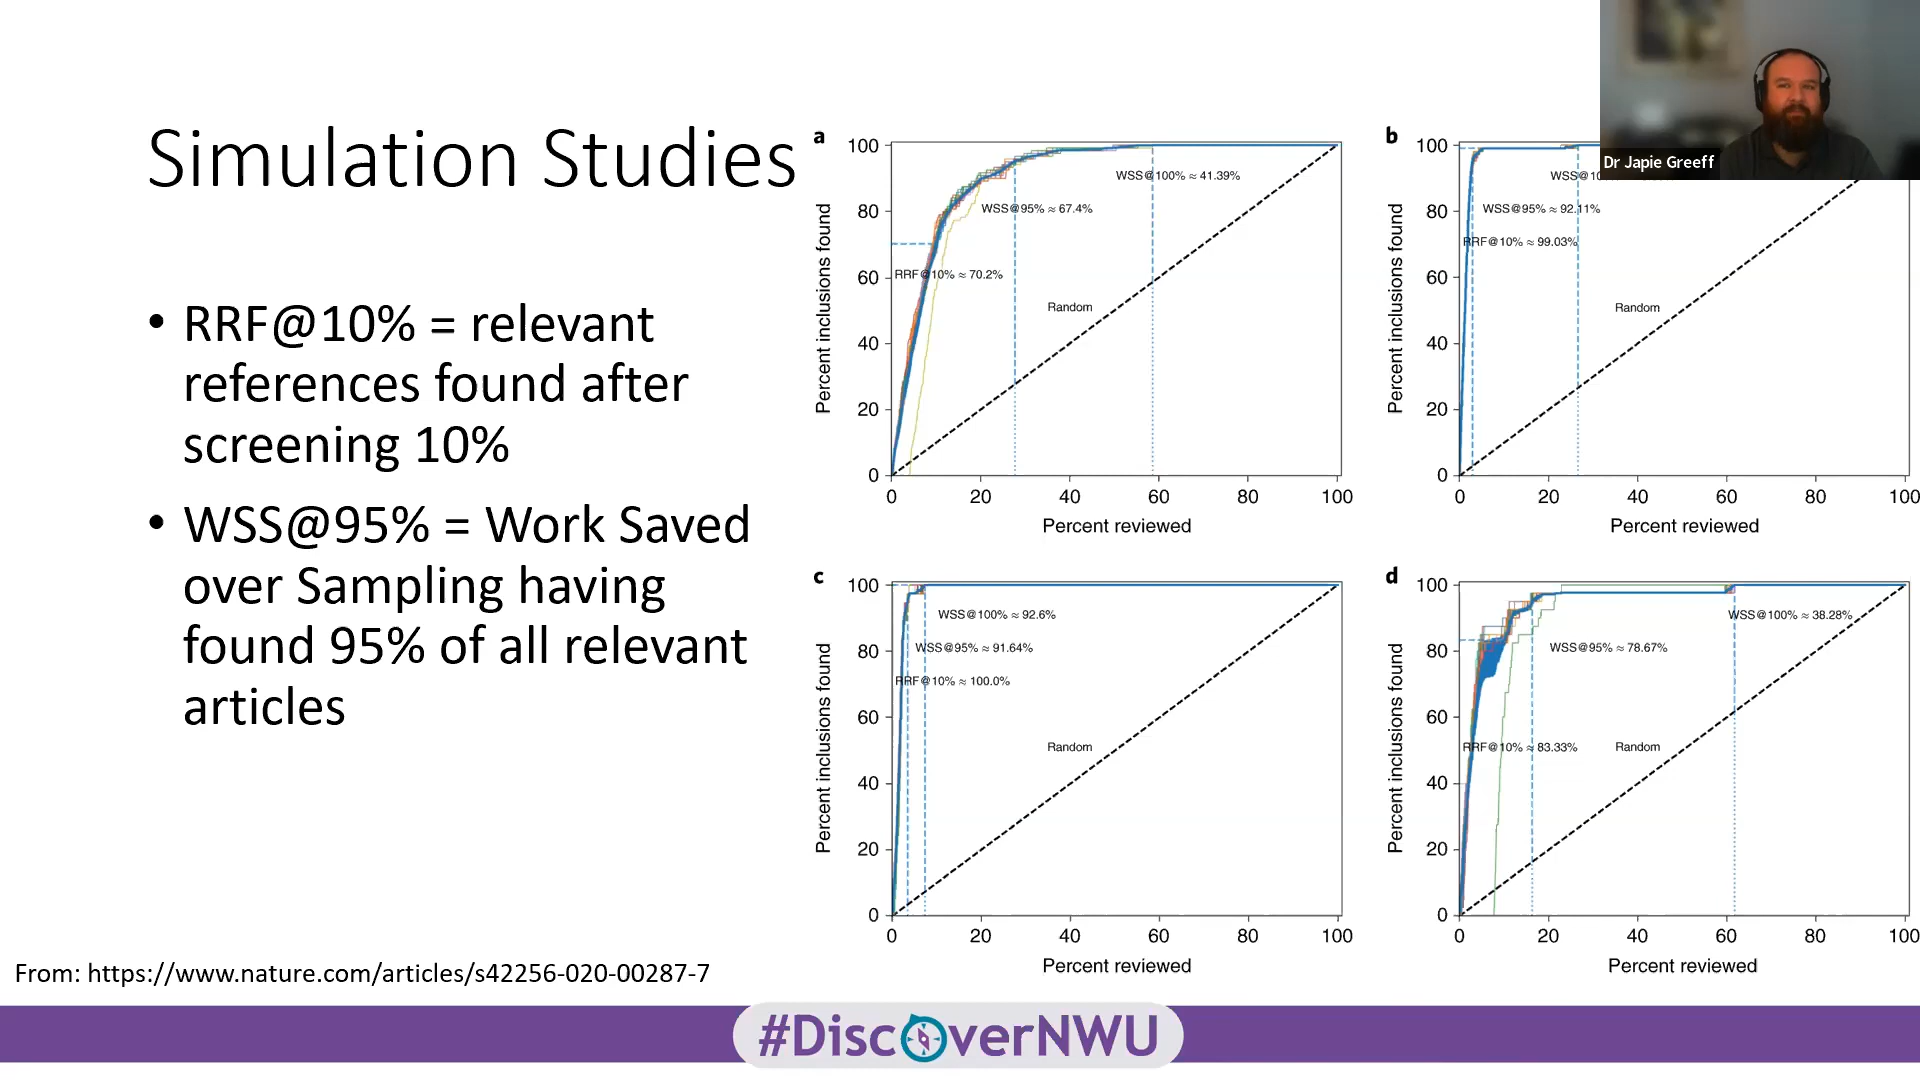 Simulation Studies
• RRF@10% = relevant
references found after
screening 10%
• WSS@95% = Work Saved
over Sampling having
found 95% of all relevant
articles
From: https://www.nature.com/articles/s42256-020-00287-7
a
100
80
60
40
20
0
Percent inclusions found
WSS@100% ≈ 41.39%
WSS@95% ≈ 67.4%
RRF@10% ≈ 70.2%
Random
0 20 40 60 80 100
Percent reviewed
b
100
80
60
40
20
0
Percent inclusions found
WSS@10
WSS@95% ≈ 92.11%
RRF@10% ≈ 99.03%
Random
0 20 40 60 80 100
Percent reviewed
Dr Japie Greeff
c
100
80
60
40
20
0
Percent inclusions found
WSS@100% ≈ 92.6%
WSS@95% ≈ 91.64%
RRF@10% ≈ 100.0%
Random
0 20 40 60 80 100
Percent reviewed
d
100
80
60
40
20
0
Percent inclusions found
WSS@100% ≈ 38.28%
WSS@95% ≈ 78.67%
RRF@10% ≈ 83.33%
Random
0 20 40 60 80 100
Percent reviewed
#DiscoverNWU